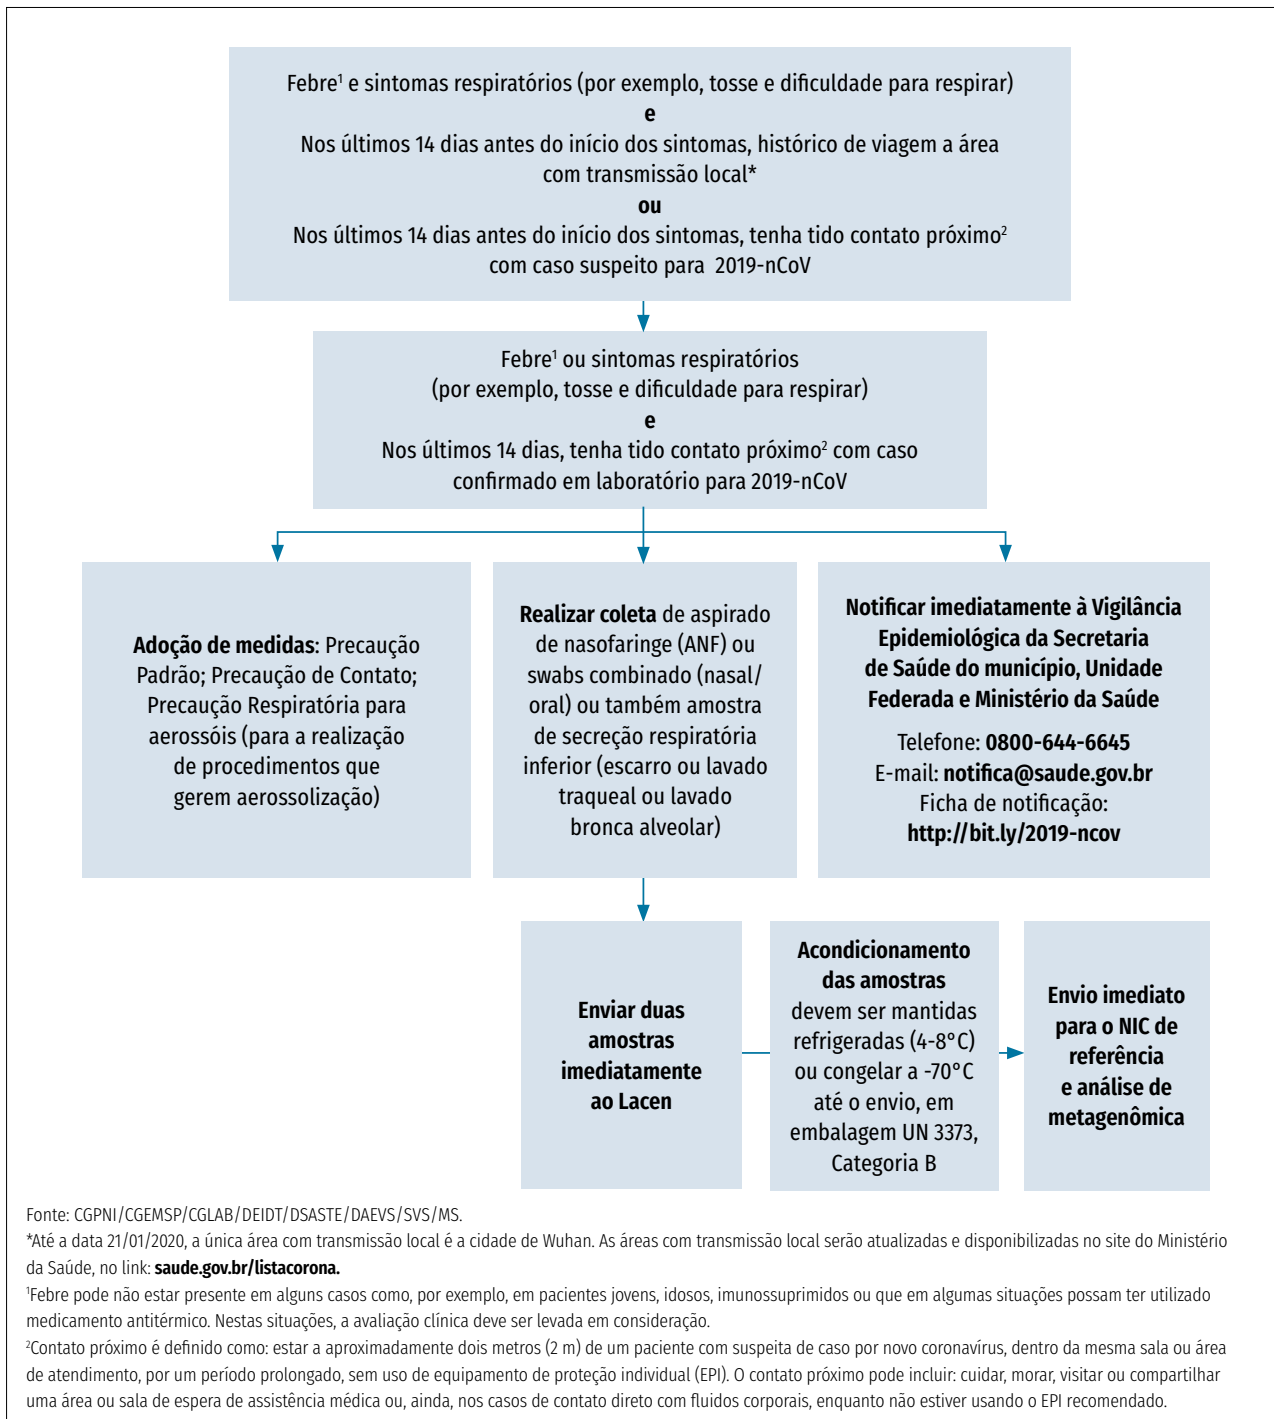 Febre¹ e sintomas respiratórios (por exemplo, tosse e dificuldade para respirar)
e
Nos últimos 14 dias antes do início dos sintomas, histórico de viagem a área
com transmissão local*
ou
Nos últimos 14 dias antes do início dos sintomas, tenha tido contato próximo²
com caso suspeito para 2019-nCoV
Febre¹ ou sintomas respiratórios
(por exemplo, tosse e dificuldade para respirar)
e
Nos últimos 14 dias, tenha tido contato próximo² com caso
confirmado em laboratório para 2019-nCoV
Adoção de medidas: Precaução
Padrão; Precaução de Contato;
Precaução Respiratória para
aerossóis (para a realização
de procedimentos que
gerem aerossolização)
Realizar coleta de aspirado
de nasofaringe (ANF) ou
swabs combinado (nasal/
oral) ou também amostra
de secreção respiratória
inferior (escarro ou lavado
traqueal ou lavado
bronca alveolar)
Notificar imediatamente à Vigilância
Epidemiológica da Secretaria
de Saúde do município, Unidade
Federada e Ministério da Saúde
Telefone: 0800-644-6645
E-mail: notifica@saude.gov.br
Ficha de notificação:
http://bit.ly/2019-ncov
Enviar duas
amostras
imediatamente
ao Lacen
Acondicionamento
das amostras
devem ser mantidas
refrigeradas (4-8°C)
ou congelar a -70°C
até o envio, em
embalagem UN 3373,
Categoria B
Envio imediato
para o NIC de
referência
e análise de
metagenômica
Fonte: CGPNI/CGEMSP/CGLAB/DEIDT/DSASTE/DAEVS/SVS/MS.
*Até a data 21/01/2020, a única área com transmissão local é a cidade de Wuhan. As áreas com transmissão local serão atualizadas e disponibilizadas no site do Ministério
da Saúde, no link: saude.gov.br/listacorona.
¹Febre pode não estar presente em alguns casos como, por exemplo, em pacientes jovens, idosos, imunossuprimidos ou que em algumas situações possam ter utilizado
medicamento antitérmico. Nestas situações, a avaliação clínica deve ser levada em consideração.
²Contato próximo é definido como: estar a aproximadamente dois metros (2 m) de um paciente com suspeita de caso por novo coronavírus, dentro da mesma sala ou área
de atendimento, por um período prolongado, sem uso de equipamento de proteção individual (EPI). O contato próximo pode incluir: cuidar, morar, visitar ou compartilhar
uma área ou sala de espera de assistência médica ou, ainda, nos casos de contato direto com fluidos corporais, enquanto não estiver usando o EPI recomendado.